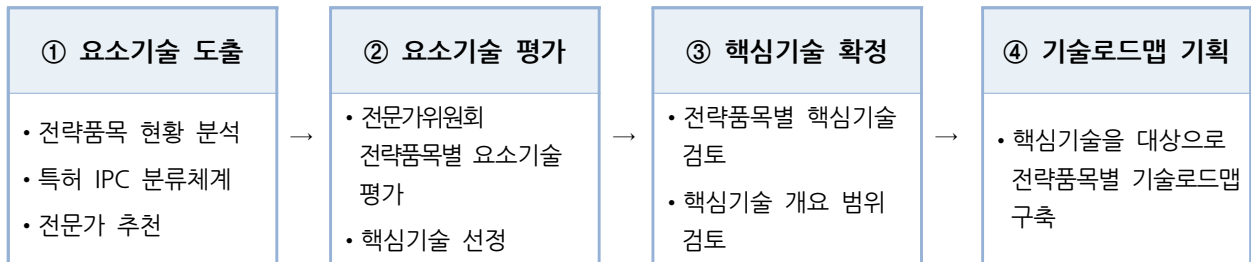 ① 요소기술 도출
• 전략품목 현황 분석
• 특허 IPC 분류체계
• 전문가 추천
→
② 요소기술 평가
• 전문가위원회
전략품목별 요소기술
평가
• 핵심기술 선정
→
③ 핵심기술 확정
• 전략품목별 핵심기술
검토
• 핵심기술 개요 범위
검토
→
④ 기술로드맵 기획
• 핵심기술을 대상으로
전략품목별 기술로드맵
구축